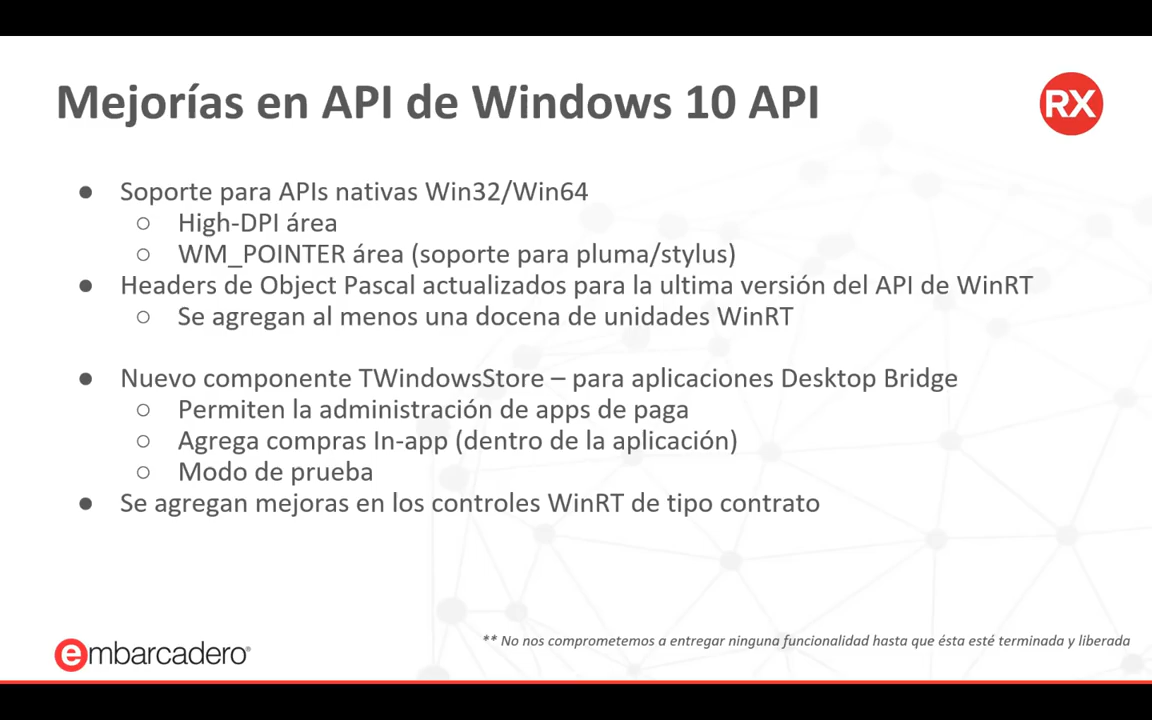 Mejorías en API de Windows 10 API
RX
● Soporte para APIs nativas Win32/Win64
○ High-DPI área
○ WM_POINTER área (soporte para pluma/stylus)
● Headers de Object Pascal actualizados para la ultima versión del API de WinRT
○ Se agregan al menos una docena de unidades WinRT
● Nuevo componente TWindowsStore – para aplicaciones Desktop Bridge
○ Permiten la administración de apps de paga
○ Agrega compras In-app (dentro de la aplicación)
○ Modo de prueba
● Se agregan mejoras en los controles WinRT de tipo contrato
** No nos comprometemos a entregar ninguna funcionalidad hasta que ésta esté terminada y liberada
embarcadero®